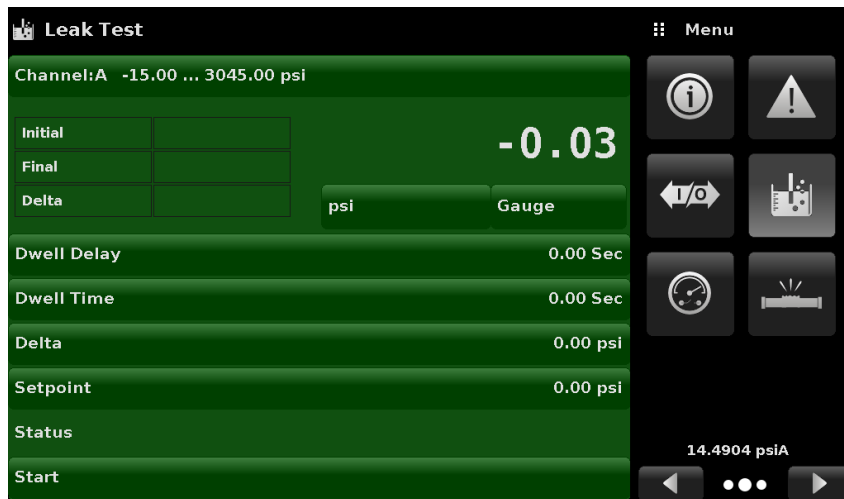 Leak Test
Channel:A -15.00 ... 3045.00 psi
Initial
Final
Delta
-0.03
psi Gauge
Dwell Delay 0.00 Sec
Dwell Time 0.00 Sec
Delta 0.00 psi
Setpoint 0.00 psi
Status
Start
Menu
I/O
14.4904 psiA